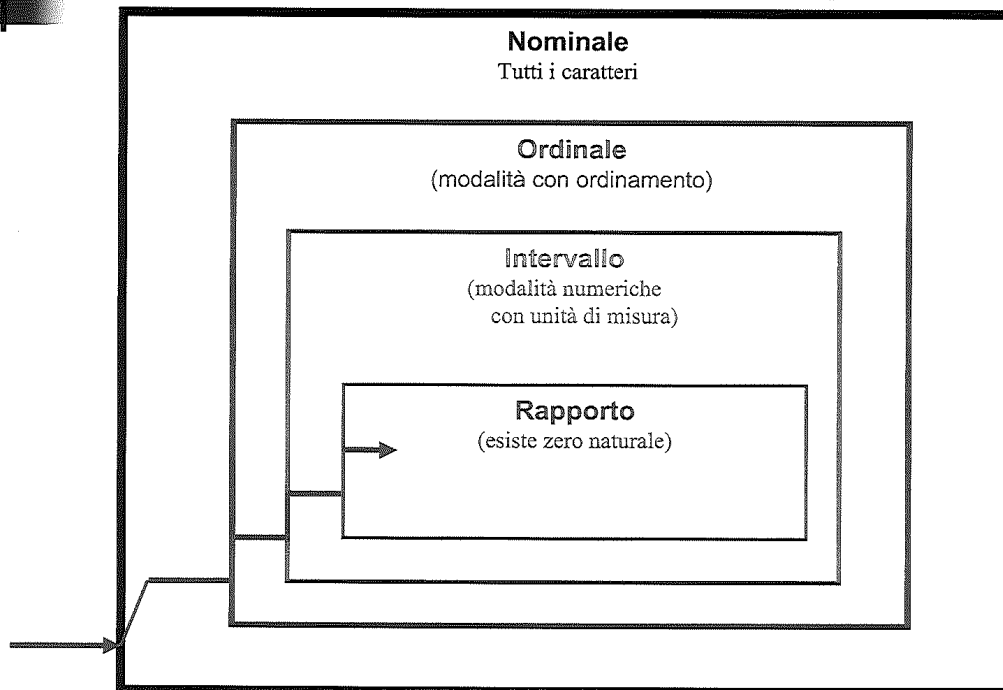 Nominale
Tutti i caratteri
Ordinale
(modalità con ordinamento)
Intervallo
(modalità numeriche
con unità di misura)
Rapporto
(esiste zero naturale)